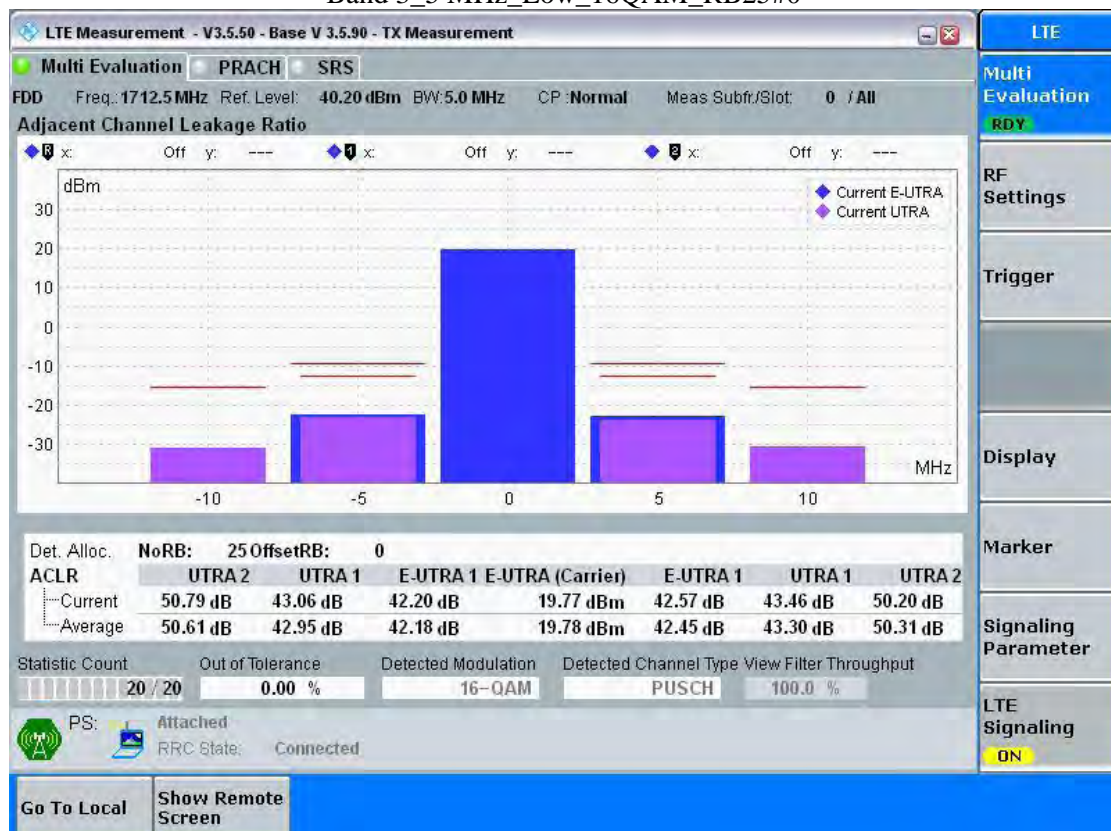 LTE Measurement - V3.5.50 - Base V 3.5.90 - TX Measurement
LTE
Multi Evaluation PRACH SRS
Multi
Evaluation
RDY
FDD Freq.: 1712.5 MHz Ref. Level: 40.20 dBm BW: 5.0 MHz CP :Normal Meas Subfr./Slot: 0 / All
Adjacent Channel Leakage Ratio
R x: Off y: --- 1 x: Off y: --- 2 x: Off y: ---
dBm
Current E-UTRA
Current UTRA
30
20
10
0
-10
-20
-30
MHz
-10 -5 0 5 10
RF
Settings
Trigger
Display
Marker
Signaling
Parameter
LTE
Signaling
ON
Det. Alloc. NoRB: 25 OffsetRB: 0
ACLR UTRA 2 UTRA 1 E-UTRA 1 E-UTRA (Carrier) E-UTRA 1 UTRA 1 UTRA 2
Current 50.79 dB 43.06 dB 42.20 dB 19.77 dBm 42.57 dB 43.46 dB 50.20 dB
Average 50.61 dB 42.95 dB 42.18 dB 19.78 dBm 42.45 dB 43.30 dB 50.31 dB
Statistic Count Out of Tolerance Detected Modulation Detected Channel Type View Filter Throughput
20 / 20 0.00 % 16-QAM PUSCH 100.0 %
PS: Attached
RRC State: Connected
Go To Local
Show Remote
Screen